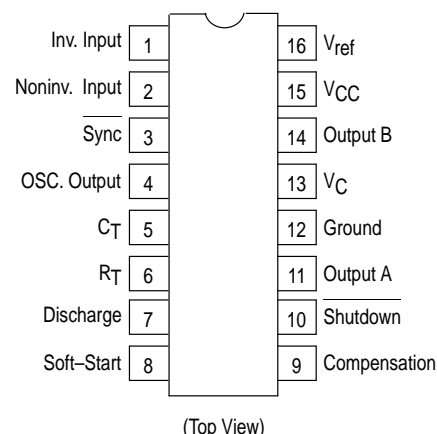 Inv. Input 1 16 Vref
Noninv. Input 2 15 VCC
Sync 3 14 Output B
OSC. Output 4 13 VC
CT 5 12 Ground
RT 6 11 Output A
Discharge 7 10 Shutdown
Soft–Start 8 9 Compensation
(Top View)